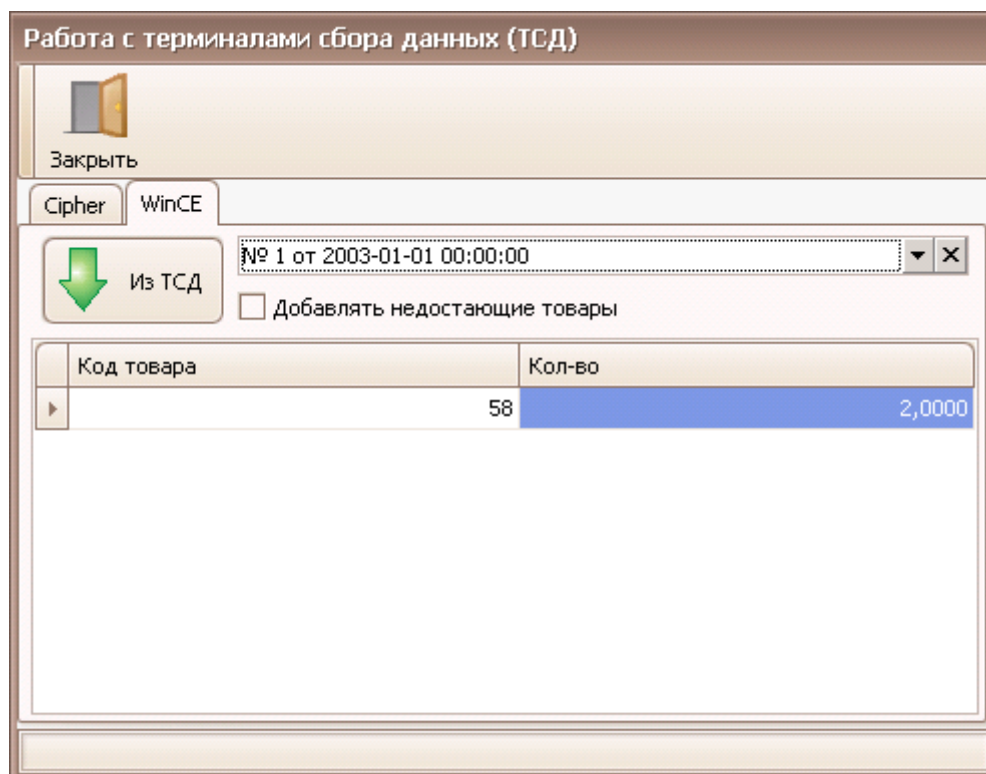 Работа с терминалами сбора данных (ТСД)
Закрыть
Cipher WinCE
Из ТСД
№ 1 от 2003-01-01 00:00:00
Добавлять недостающие товары
Код товара Кол-во
58 2,0000